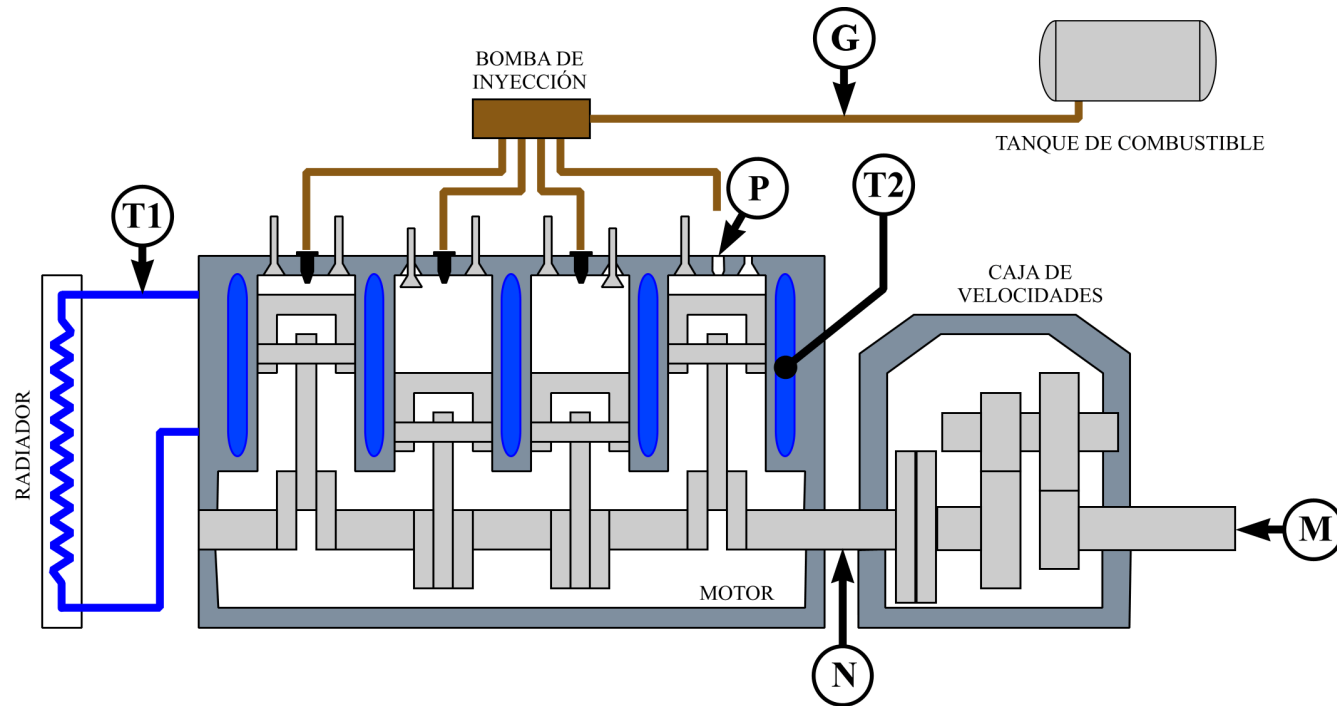 G
BOMBA DE
INYECCIÓN
TANQUE DE COMBUSTIBLE
P
T2
T1
CAJA DE
VELOCIDADES
RADIADOR
M
MOTOR
N